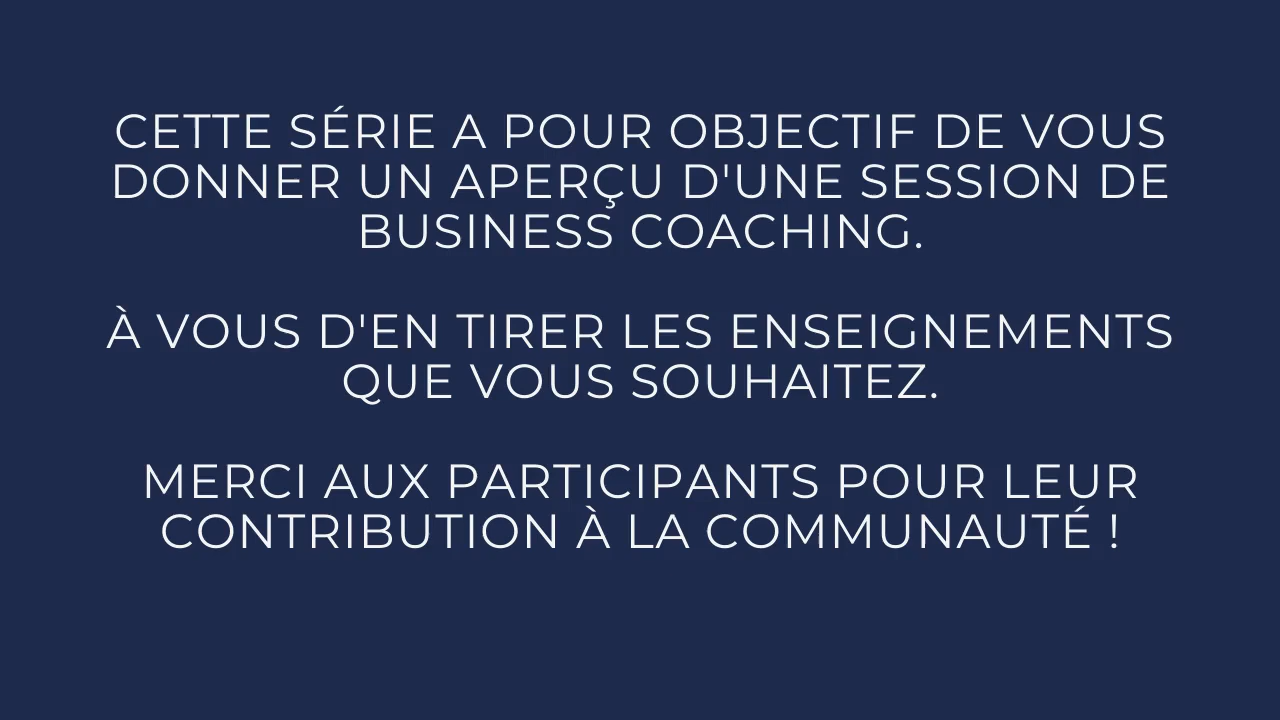 CETTE SÉRIE A POUR OBJECTIF DE VOUS
DONNER UN APERÇU D'UNE SESSION DE
BUSINESS COACHING.
À VOUS D'EN TIRER LES ENSEIGNEMENTS
QUE VOUS SOUHAITEZ.
MERCI AUX PARTICIPANTS POUR LEUR
CONTRIBUTION À LA COMMUNAUTÉ !